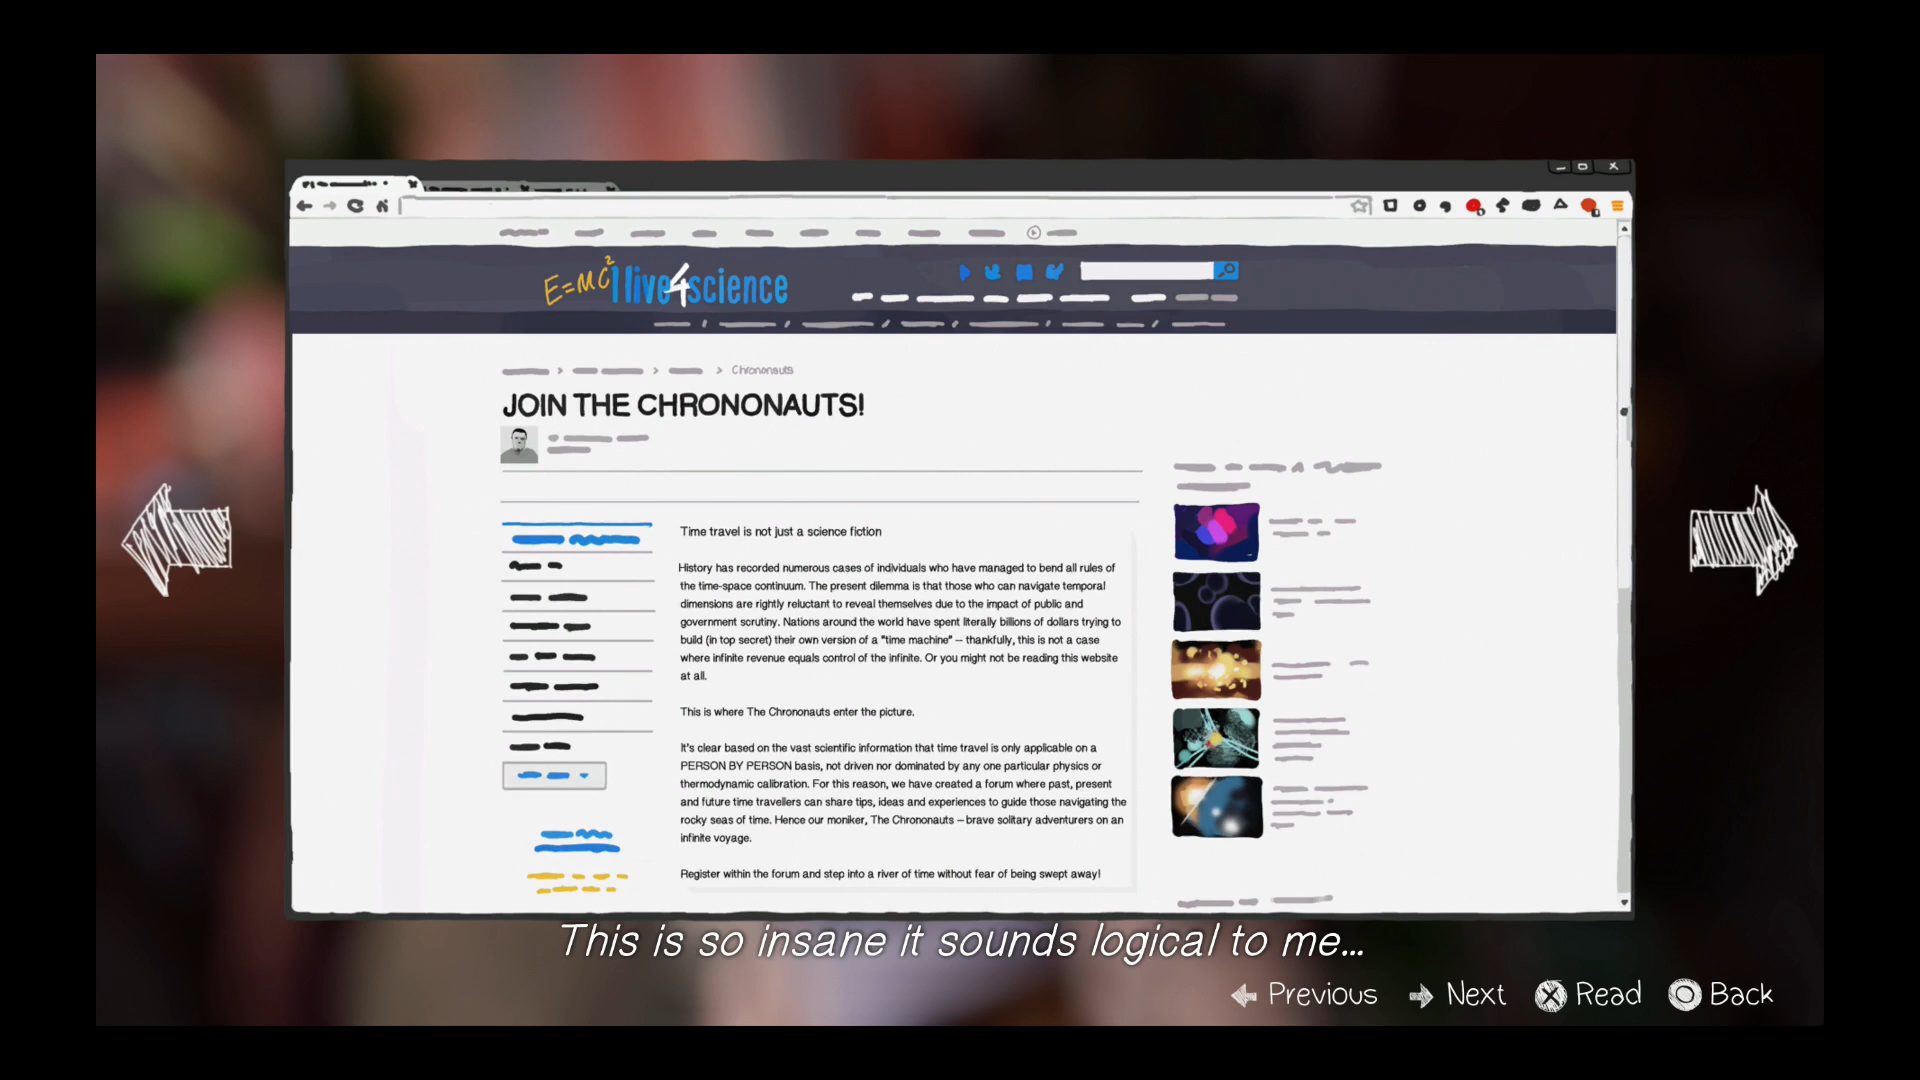 E=MC² I live4science
Chrononauts
JOIN THE CHRONONAUTS!
Time travel is not just a science fiction
History has recorded numerous cases of individuals who have managed to bend all rules of
the time-space continuum. The present dilemma is that those who can navigate temporal
dimensions are rightly reluctant to reveal themselves due to the impact of public and
government scrutiny. Nations around the world have spent literally billions of dollars trying to
build (in top secret) their own version of a "time machine" – thankfully, this is not a case
where infinite revenue equals control of the infinite. Or you might not be reading this website
at all.
This is where The Chrononauts enter the picture.
It's clear based on the vast scientific information that time travel is only applicable on a
PERSON BY PERSON basis, not driven nor dominated by any one particular physics or
thermodynamic calibration. For this reason, we have created a forum where past, present
and future time travellers can share tips, ideas and experiences to guide those navigating the
rocky seas of time. Hence our moniker, The Chrononauts – brave solitary adventurers on an
infinite voyage.
Register within the forum and step into a river of time without fear of being swept away!
This is so insane it sounds logical to me...
Previous Next Read Back